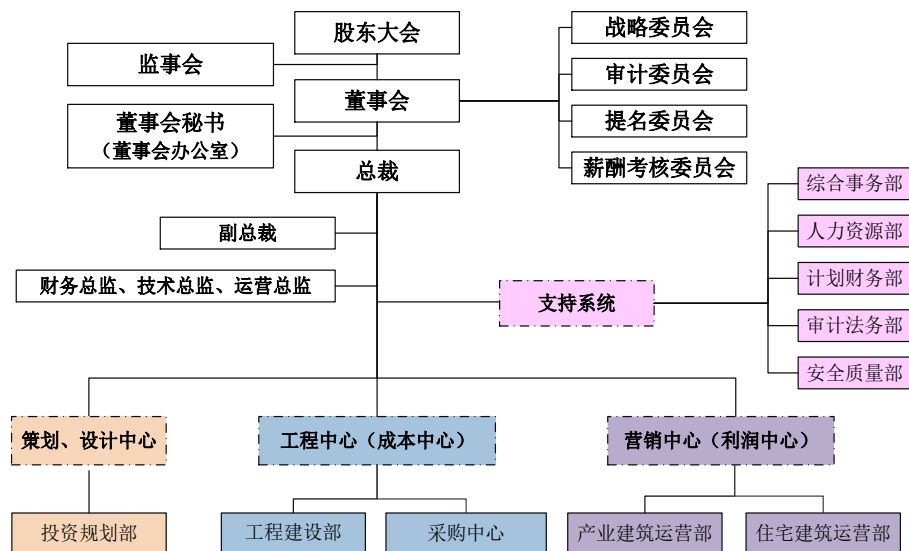 股东大会
战略委员会
监事会
审计委员会
董事会
董事会秘书
（董事会办公室）
提名委员会
总裁
薪酬考核委员会
综合事务部
副总裁
人力资源部
财务总监、技术总监、运营总监
计划财务部
支持系统
审计法务部
安全质量部
策划、设计中心
工程中心（成本中心）
营销中心（利润中心）
投资规划部
工程建设部
采购中心
产业建筑运营部
住宅建筑运营部